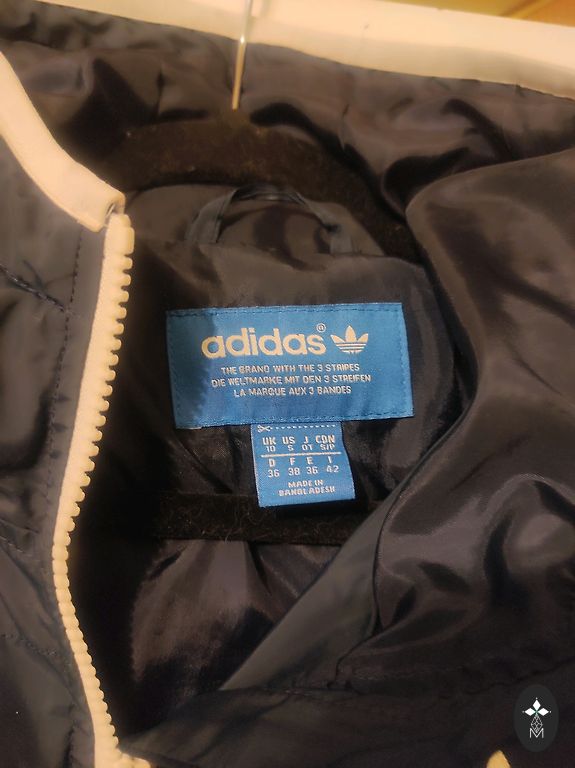 adidas®
THE BRAND WITH THE 3 STRIPES
DIE WELTMARKE MIT DEN 3 STREIFEN
LA MARQUE AUX 3 BANDES
UK US J CDN
10 S OT S/P
D F E I
36 38 36 42
MADE IN
BANGLADESH
M